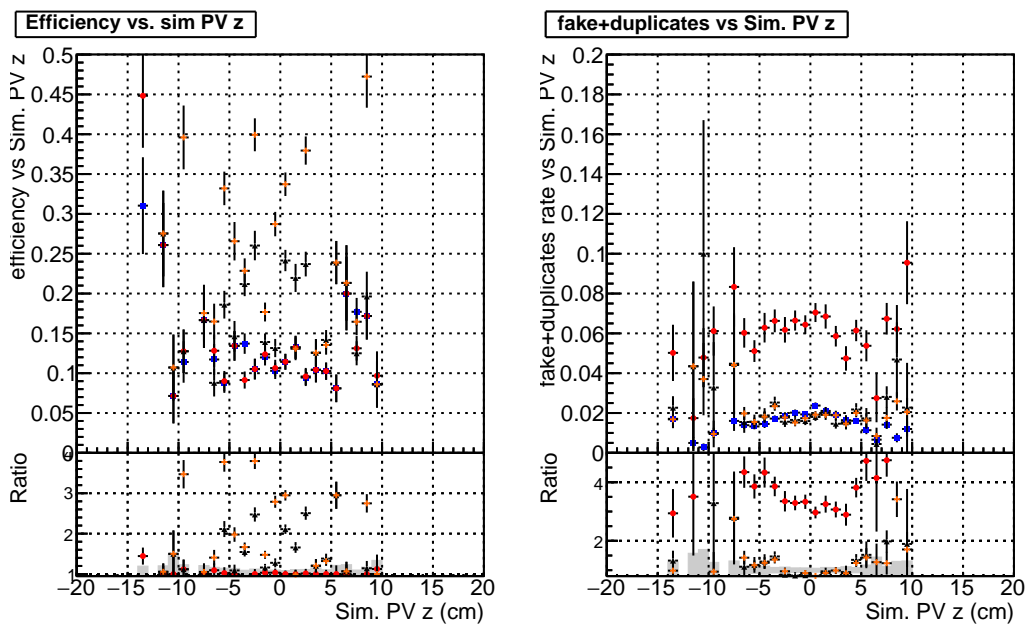 Efficiency vs. sim PV z
efficiency vs Sim. PV z
0.5
0.45
0.4
0.35
0.3
0.25
0.2
0.15
0.1
0.05
0
Ratio
4
3
2
1
−20 −15 −10 −5 0 5 10 15 20
Sim. PV z (cm)
fake+duplicates vs Sim. PV z
fake+duplicates rate vs Sim. PV z
0.2
0.18
0.16
0.14
0.12
0.1
0.08
0.06
0.04
0.02
0
Ratio
4
2
−20 −15 −10 −5 0 5 10 15 20
Sim. PV z (cm)